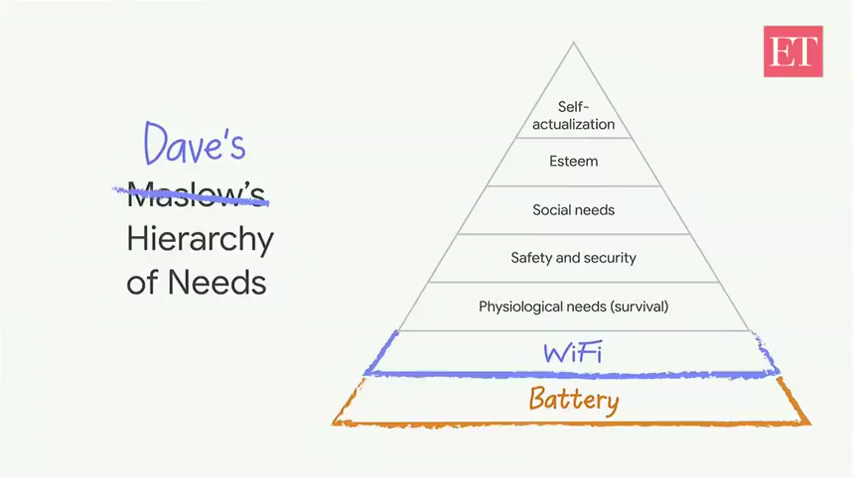 ET
Dave's
Maslow's
Hierarchy
of Needs
Self-
actualization
Esteem
Social needs
Safety and security
Physiological needs (survival)
WiFi
Battery